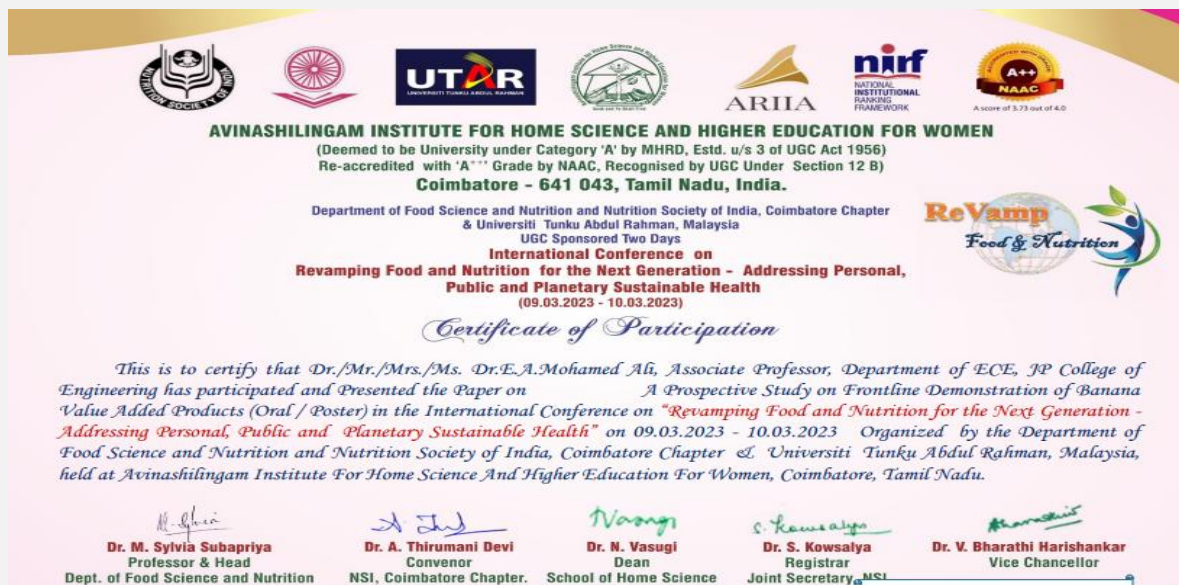 NUTRITION SOCIETY OF INDIA
UTAR
UNIVERSITI TUNKU ABDUL RAHMAN
ARIIA
nirf
NATIONAL
INSTITUTIONAL
RANKING
FRAMEWORK
ACCREDITED WITH GRADE
A++
NAAC
A score of 3.73 out of 4.0
AVINASHILINGAM INSTITUTE FOR HOME SCIENCE AND HIGHER EDUCATION FOR WOMEN
(Deemed to be University under Category 'A' by MHRD, Estd. u/s 3 of UGC Act 1956)
Re-accredited with 'A++' Grade by NAAC, Recognised by UGC Under Section 12 B)
Coimbatore - 641 043, Tamil Nadu, India.
Department of Food Science and Nutrition and Nutrition Society of India, Coimbatore Chapter
& Universiti Tunku Abdul Rahman, Malaysia
UGC Sponsored Two Days
International Conference on
Revamping Food and Nutrition for the Next Generation - Addressing Personal,
Public and Planetary Sustainable Health
(09.03.2023 - 10.03.2023)
ReVamp
Food & Nutrition
Certificate of Participation
This is to certify that Dr./Mr./Mrs./Ms. Dr.E.A.Mohamed Ali, Associate Professor, Department of ECE, JP College of
Engineering has participated and Presented the Paper on A Prospective Study on Frontline Demonstration of Banana
Value Added Products (Oral / Poster) in the International Conference on "Revamping Food and Nutrition for the Next Generation -
Addressing Personal, Public and Planetary Sustainable Health" on 09.03.2023 - 10.03.2023 Organized by the Department of
Food Science and Nutrition and Nutrition Society of India, Coimbatore Chapter & Universiti Tunku Abdul Rahman, Malaysia,
held at Avinashilingam Institute For Home Science And Higher Education For Women, Coimbatore, Tamil Nadu.
M. Sylvia
S. Kowsalya
Dr. M. Sylvia Subapriya
Professor & Head
Dept. of Food Science and Nutrition
Dr. A. Thirumani Devi
Convenor
NSI, Coimbatore Chapter.
Dr. N. Vasugi
Dean
School of Home Science
Dr. S. Kowsalya
Registrar
Joint Secretary, NSI
Dr. V. Bharathi Harishankar
Vice Chancellor